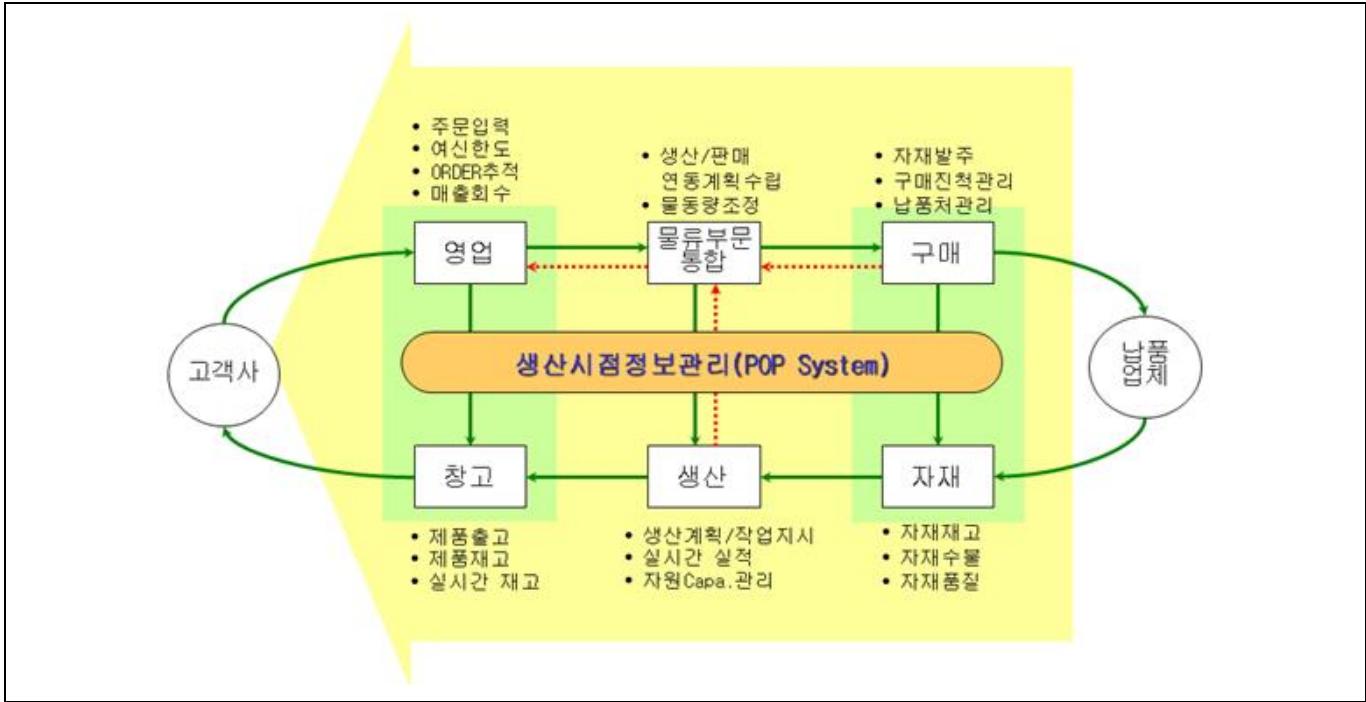 • 주문입력
• 여신한도
• ORDER추적
• 매출회수
• 생산/판매
연동계획수립
• 물동량조정
• 자재발주
• 구매진척관리
• 납품처관리
영업
물류부문
통합
구매
고객사
생산시점정보관리(POP System)
납품
업체
창고
생산
자재
• 제품출고
• 제품재고
• 실시간 재고
• 생산계획/작업지시
• 실시간 실적
• 자원Capa.관리
• 자재재고
• 자재수물
• 자재품질